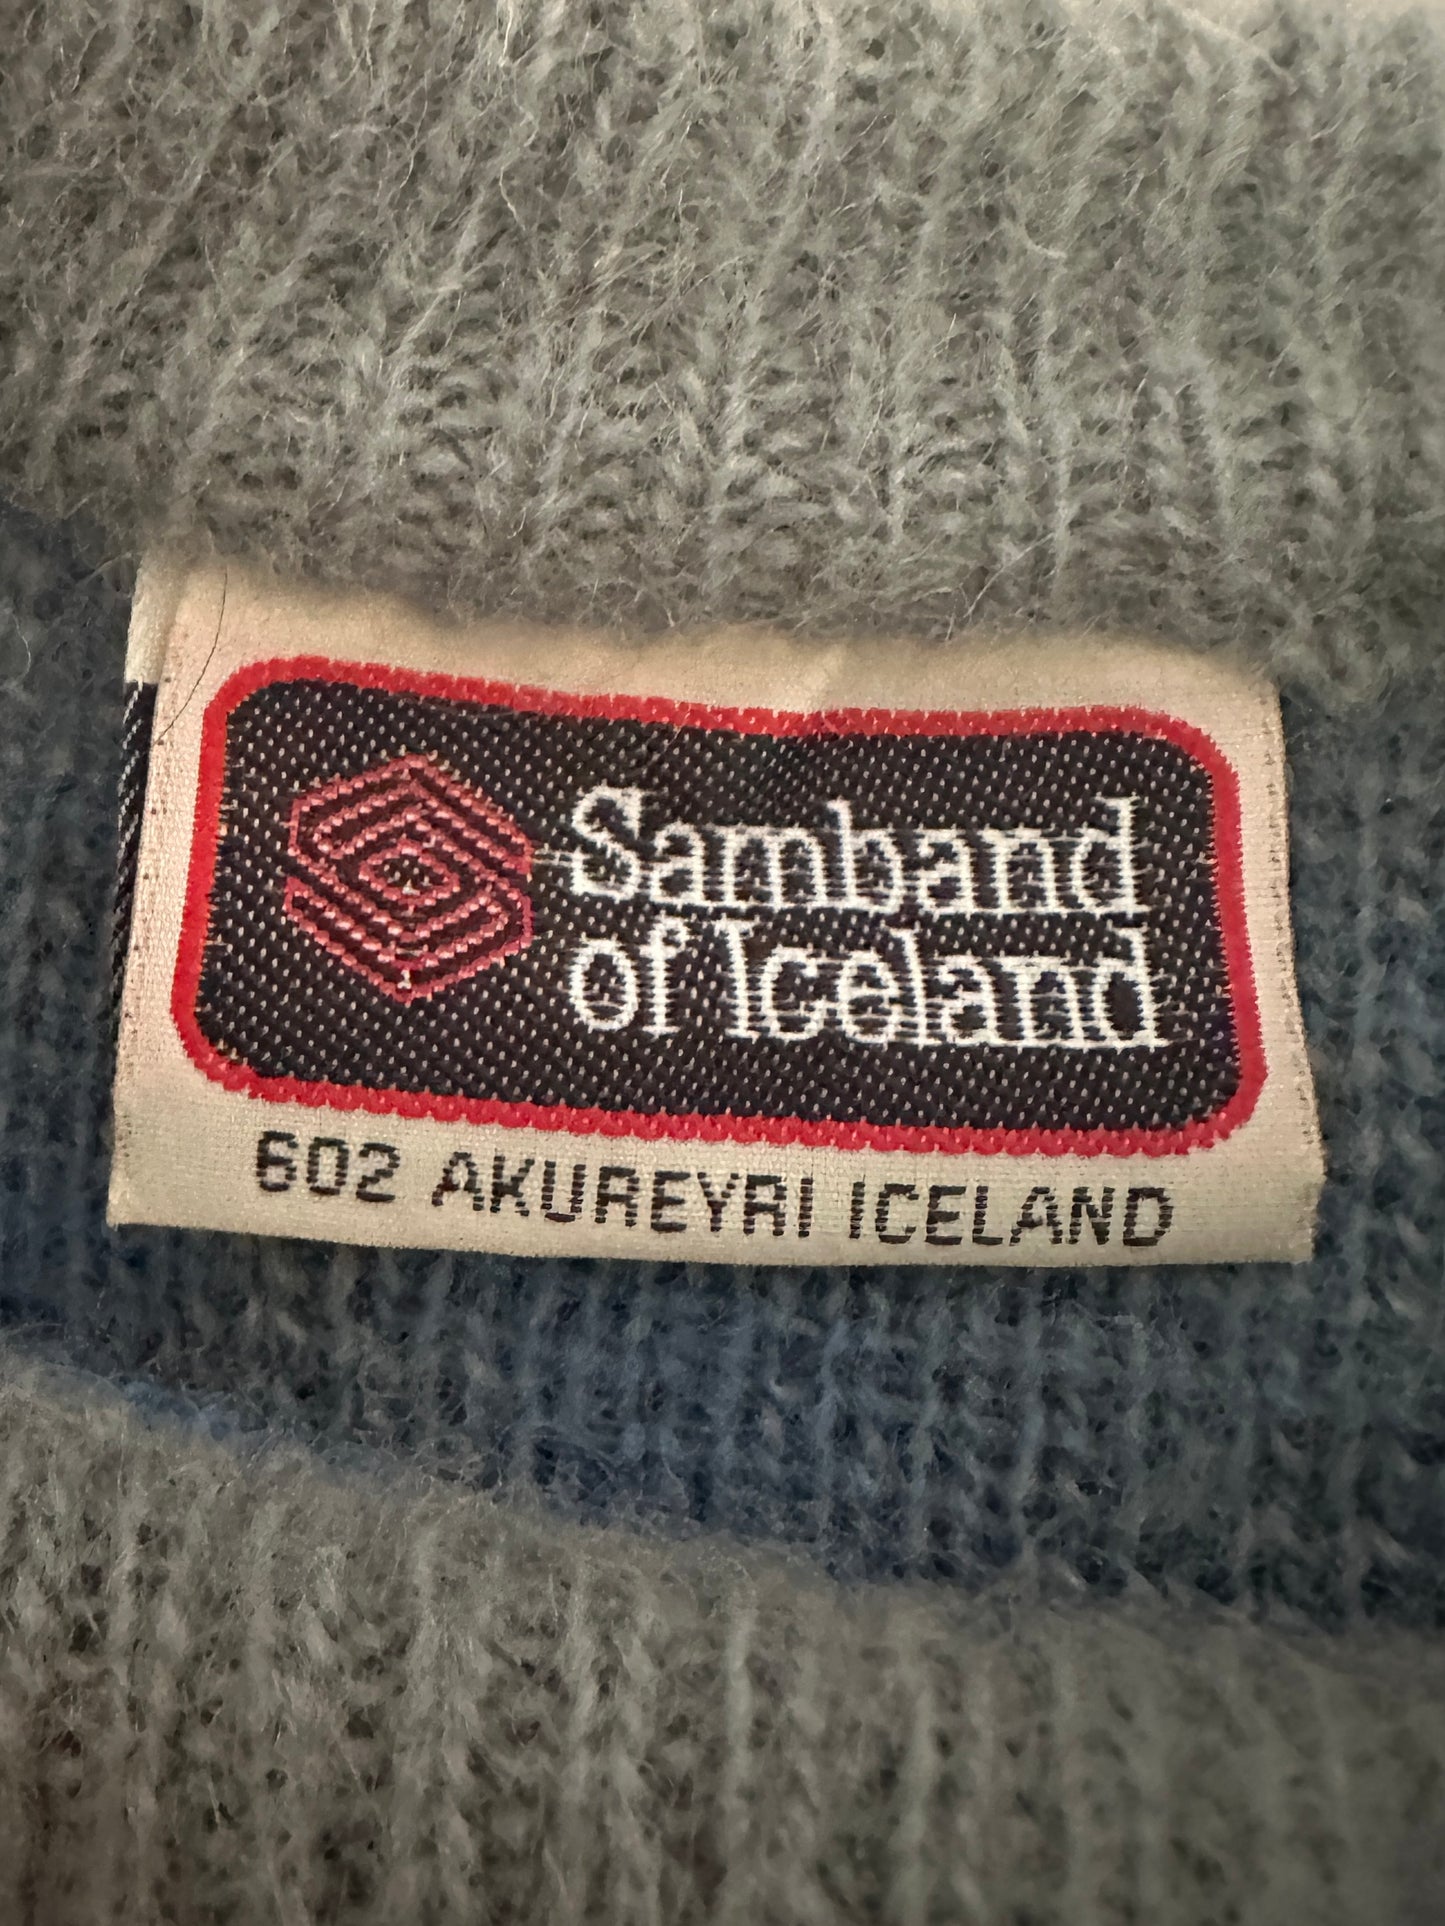 Samband
of Iceland
602 AKUREYRI ICELAND